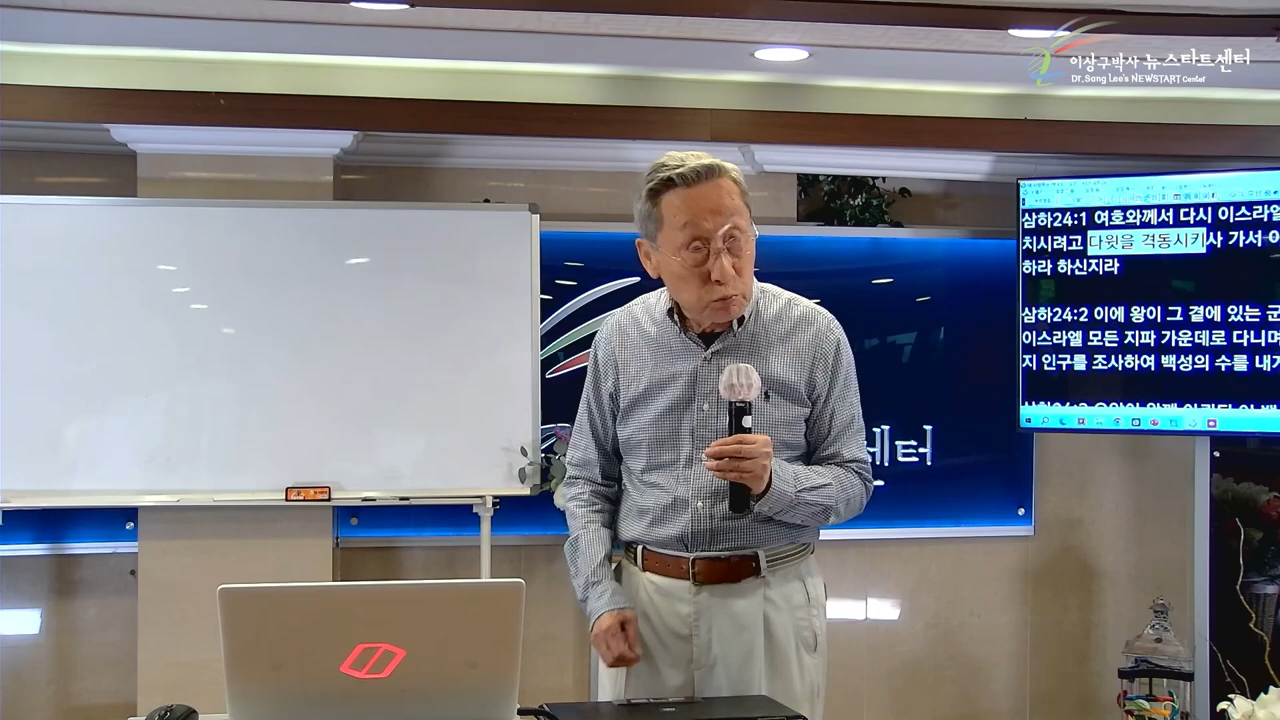 이상구박사 뉴스타트센터
Dr.Sang Lee's NEWSTART Center
삼하24:1 여호와께서 다시 이스라엘
치시려고 다윗을 격동시키사 가서
하라 하신지라
삼하24:2 이에 왕이 그 곁에 있는 군
이스라엘 모든 지파 가운데로 다니며
지 인구를 조사하여 백성의 수를 내게
센터